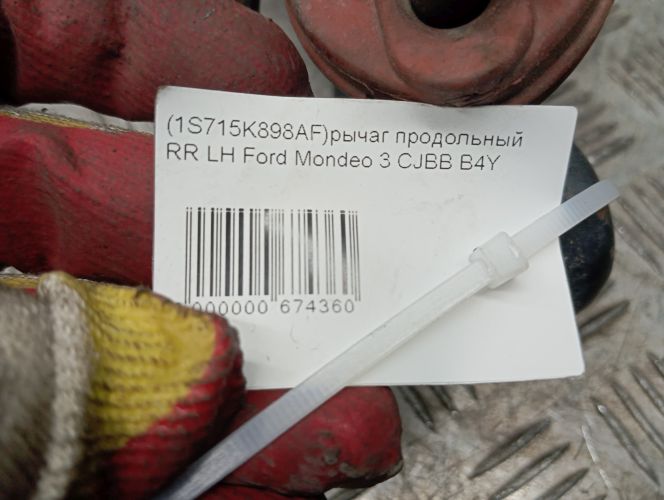 (1S715K898AF)рычаг продольный
RR LH Ford Mondeo 3 CJBB B4Y
000000 674360